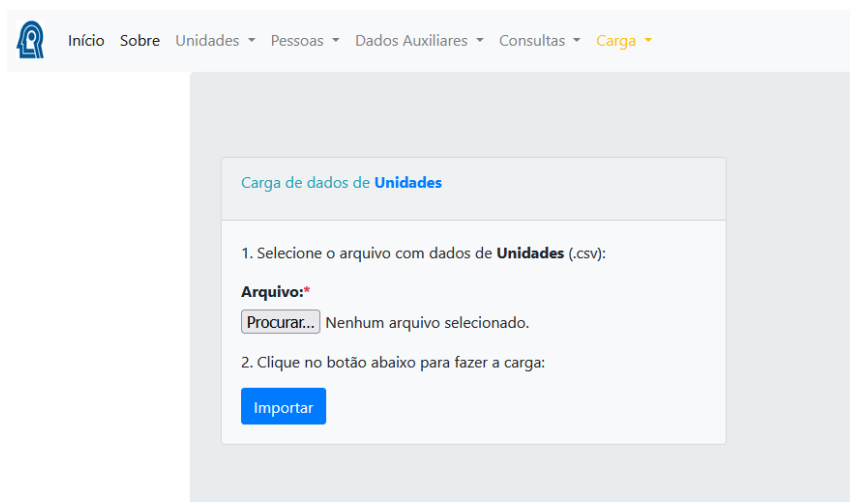 Início Sobre Unidades Pessoas Dados Auxiliares Consultas Carga
Carga de dados de Unidades
1. Selecione o arquivo com dados de Unidades (.csv):
Arquivo:*
Procurar... Nenhum arquivo selecionado.
2. Clique no botão abaixo para fazer a carga:
Importar